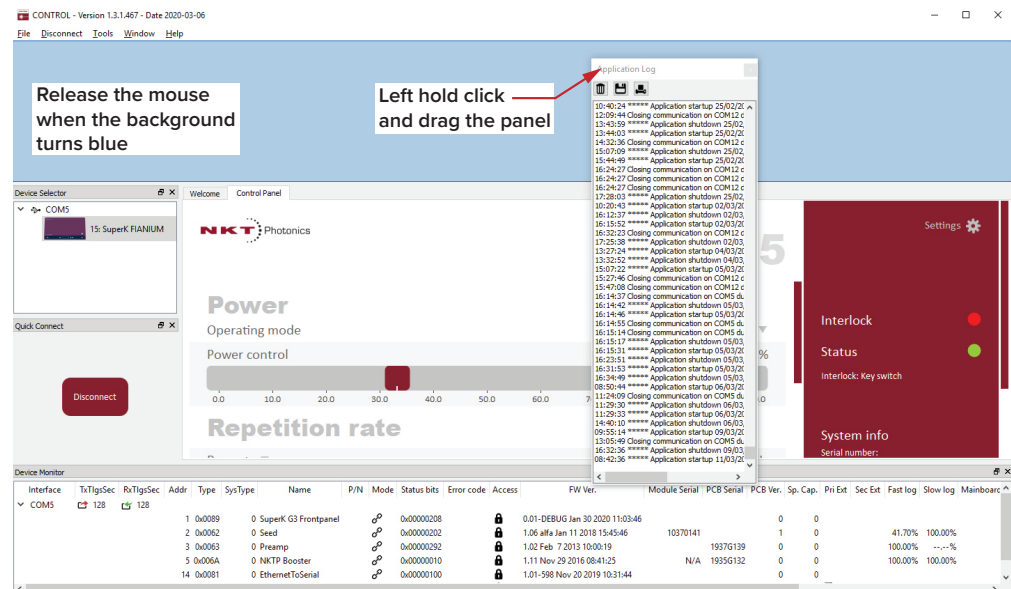 CONTROL - Version 1.3.1.467 - Date 2020-03-06
File Disconnect Tools Window Help
Release the mouse
when the background
turns blue
Left hold click
and drag the panel
Application Log
10:40:24 ***** Application startup 25/02/20
12:09:44 Closing communication on COM12 d
13:43:59 ***** Application shutdown 25/02,
13:44:03 ***** Application startup 25/02/20
14:32:36 Closing communication on COM12 d
15:07:09 ***** Application shutdown 25/02,
15:44:49 ***** Application startup 25/02/20
16:24:27 Closing communication on COM12 d
16:24:27 Closing communication on COM12 d
16:24:27 Closing communication on COM12 d
17:28:03 ***** Application shutdown 25/02,
10:20:43 ***** Application startup 02/03/20
16:12:37 ***** Application shutdown 02/03,
16:15:52 ***** Application startup 02/03/20
16:32:23 Closing communication on COM12 d
17:25:38 ***** Application shutdown 02/03,
13:27:24 ***** Application startup 04/03/20
13:32:52 ***** Application shutdown 04/03,
15:07:22 ***** Application startup 05/03/20
15:27:46 Closing communication on COM12 d
15:47:08 Closing communication on COM12 d
16:14:37 Closing communication on COM5 du
16:14:42 ***** Application shutdown 05/03,
16:14:46 ***** Application startup 05/03/20
16:14:55 Closing communication on COM5 du
16:15:14 Closing communication on COM5 du
16:15:17 ***** Application shutdown 05/03,
16:15:31 ***** Application startup 05/03/20
16:23:51 ***** Application shutdown 05/03,
16:31:53 ***** Application startup 05/03/20
16:34:49 ***** Application shutdown 05/03,
08:50:44 ***** Application startup 06/03/20
11:24:09 Closing communication on COM5 du
11:29:30 ***** Application shutdown 06/03,
11:29:33 ***** Application startup 06/03/20
14:40:10 ***** Application shutdown 06/03,
09:55:14 ***** Application startup 09/03/20
13:05:49 Closing communication on COM5 du
16:32:36 ***** Application shutdown 09/03,
08:42:36 ***** Application startup 11/03/20
Device Selector
COM5
15: SuperK FIANIUM
Quick Connect
Disconnect
Welcome Control Panel
NKT Photonics
5
Power
Operating mode
Power control
%
0.0 10.0 20.0 30.0 40.0 50.0 60.0
Repetition rate
Settings
Interlock
Status
Interlock: Key switch
System info
Serial number:
Device Monitor
Interface TxTlgsSec RxTlgsSec Addr Type SysType Name P/N Mode Status bits Error code Access FW Ver. Module Serial PCB Serial PCB Ver. Sp. Cap. Pri Ext Sec Ext Fast log Slow log Mainboard
COM5 128 128
1 0x0089 0 SuperK G3 Frontpanel 0x00000208 0.01-DEBUG Jan 30 2020 11:03:46 0 0
2 0x0062 0 Seed 0x00000202 1.06 alfa Jan 11 2018 15:45:46 10370141 1 0 41.70% 100.00%
3 0x0063 0 Preamp 0x00000292 1.02 Feb 7 2013 10:00:19 1937G139 0 0 100.00% --.--%
5 0x006A 0 NKTP Booster 0x00000010 1.11 Nov 29 2016 08:41:25 N/A 1935G132 0 0 100.00% 100.00%
14 0x0081 0 EthernetToSerial 0x00000100 1.01-598 Nov 20 2019 10:31:44 0 0